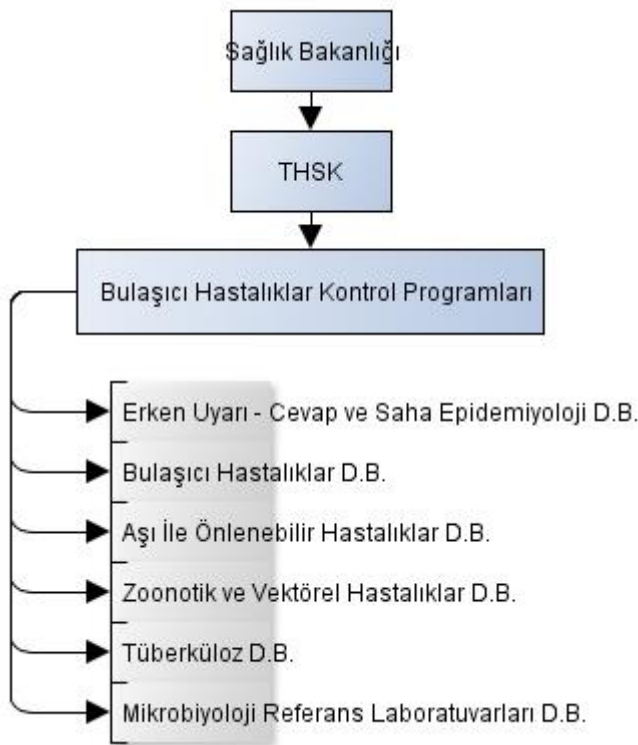 Sağlık Bakanlığı
THSK
Bulaşıcı Hastalıklar Kontrol Programları
Erken Uyarı - Cevap ve Saha Epidemiyoloji D.B.
Bulaşıcı Hastalıklar D.B.
Aşı İle Önlenebilir Hastalıklar D.B.
Zoonotik ve Vektörel Hastalıklar D.B.
Tüberküloz D.B.
Mikrobiyoloji Referans Laboratuvarları D.B.